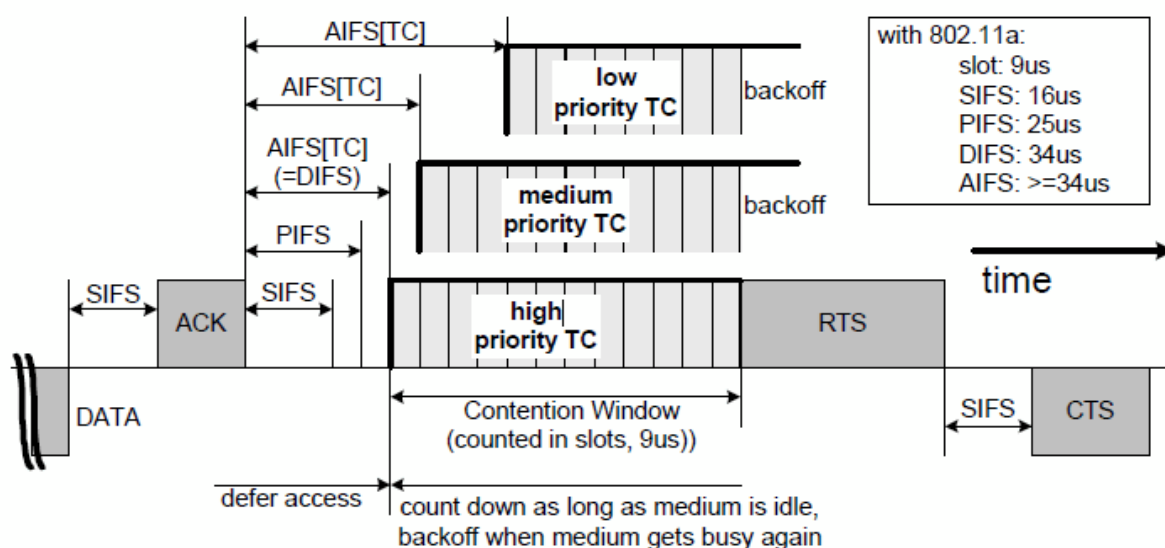 AIFS[TC]
low
priority TC
backoff
with 802.11a:
slot: 9us
SIFS: 16us
PIFS: 25us
DIFS: 34us
AIFS: >=34us
AIFS[TC]
AIFS[TC]
(=DIFS)
medium
priority TC
backoff
PIFS
time
SIFS
ACK
SIFS
high
priority TC
RTS
DATA
Contention Window
(counted in slots, 9us))
SIFS
CTS
defer access
count down as long as medium is idle,
backoff when medium gets busy again